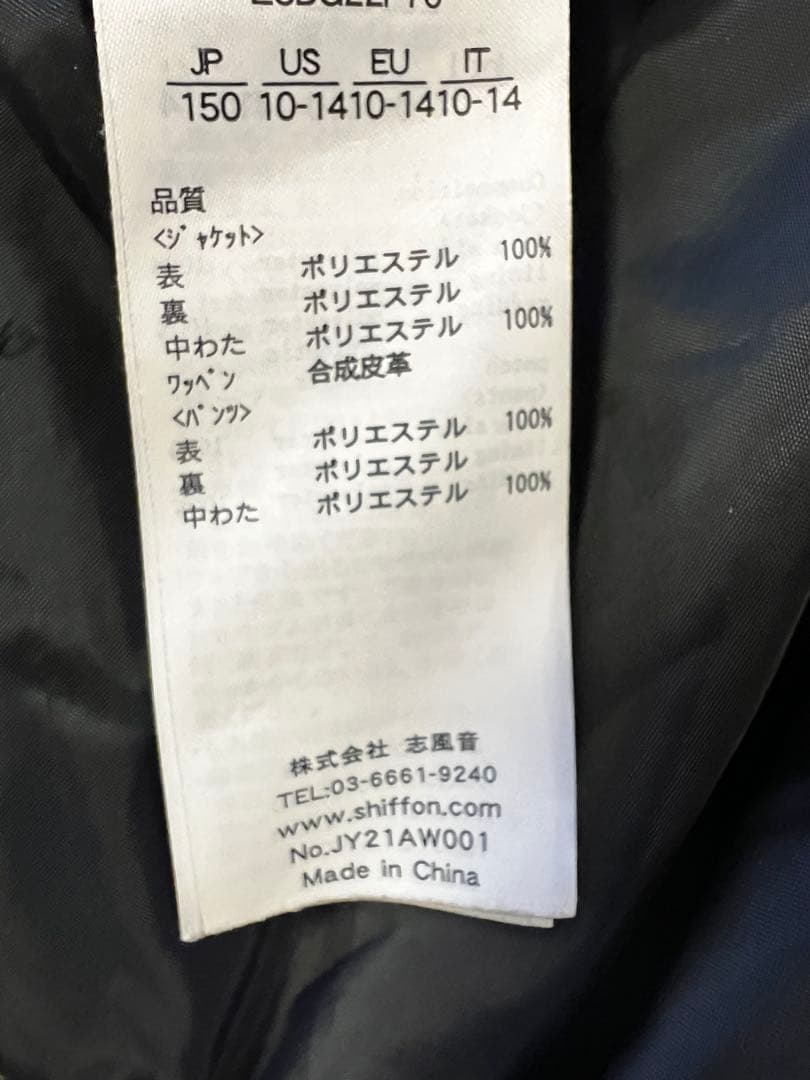 JP US EU IT
150 10-14 10-14 10-14
品質
<ジャケット>
表 ポリエステル 100%
裏 ポリエステル
中わた ポリエステル 100%
ワッペン 合成皮革
<パンツ>
表 ポリエステル 100%
裏 ポリエステル
中わた ポリエステル 100%
株式会社 志風音
TEL:03-6661-9240
www.shiffon.com
No.JY21AW001
Made in China